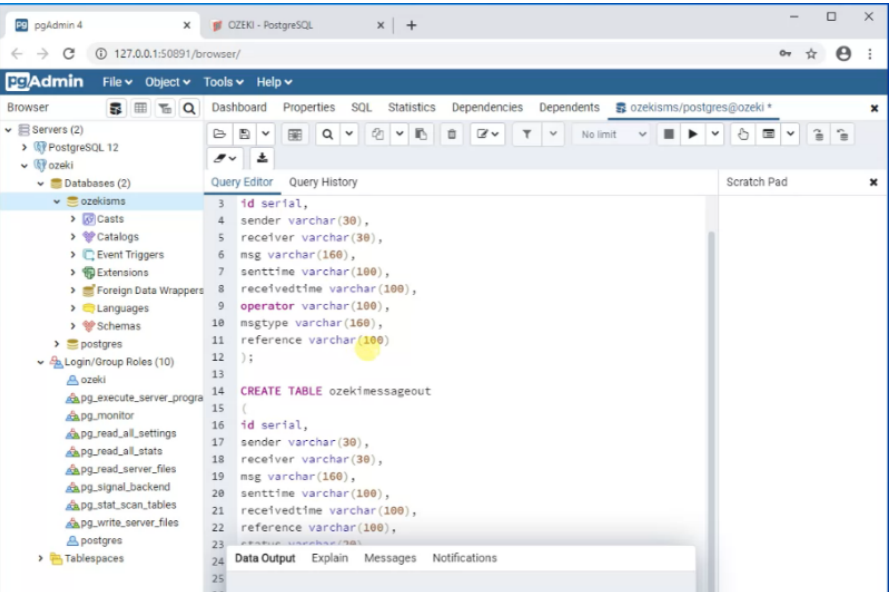 pgAdmin 4
OZEKI - PostgreSQL
127.0.0.1:50891/browser/
pgAdmin File Object Tools Help
Browser
Dashboard Properties SQL Statistics Dependencies Dependents ozekisms/postgres@ozeki *
Servers (2)
PostgreSQL 12
ozeki
Databases (2)
ozekisms
Casts
Catalogs
Event Triggers
Extensions
Foreign Data Wrappers
Languages
Schemas
postgres
Login/Group Roles (10)
ozeki
pg_execute_server_progra
pg_monitor
pg_read_all_settings
pg_read_all_stats
pg_read_server_files
pg_signal_backend
pg_stat_scan_tables
pg_write_server_files
postgres
Tablespaces
No limit
Query Editor Query History
Scratch Pad
3 id serial,
4 sender varchar(30),
5 receiver varchar(30),
6 msg varchar(160),
7 senttime varchar(100),
8 receivedtime varchar(100),
9 operator varchar(100),
10 msgtype varchar(160),
11 reference varchar(100)
12 );
13
14 CREATE TABLE ozekimessageout
15 (
16 id serial,
17 sender varchar(30),
18 receiver varchar(30),
19 msg varchar(160),
20 senttime varchar(100),
21 receivedtime varchar(100),
22 reference varchar(100),
23 status varchar(20)
24
25
Data Output Explain Messages Notifications